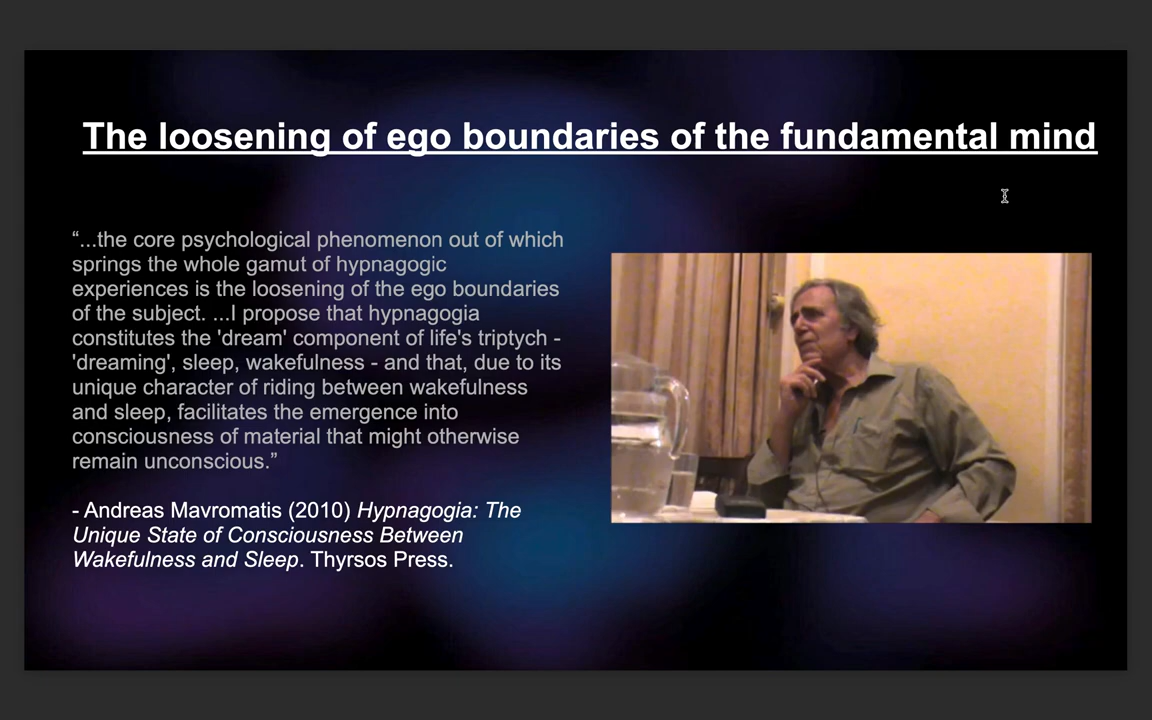 The loosening of ego boundaries of the fundamental mind
“...the core psychological phenomenon out of which
springs the whole gamut of hypnagogic
experiences is the loosening of the ego boundaries
of the subject. ...I propose that hypnagogia
constitutes the 'dream' component of life's triptych -
'dreaming', sleep, wakefulness - and that, due to its
unique character of riding between wakefulness
and sleep, facilitates the emergence into
consciousness of material that might otherwise
remain unconscious.”
- Andreas Mavromatis (2010) Hypnagogia: The
Unique State of Consciousness Between
Wakefulness and Sleep. Thyrsos Press.